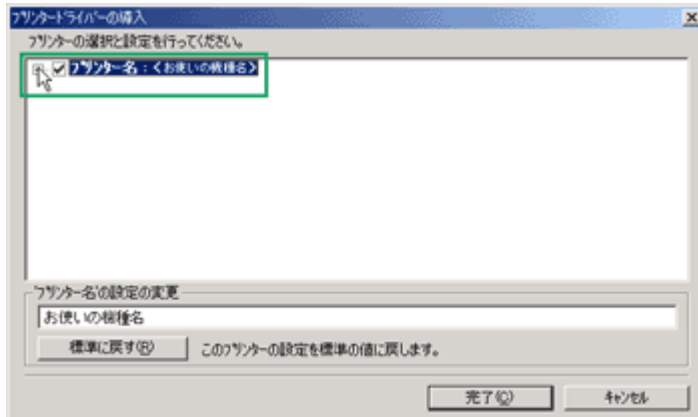 プリンタードライバーの導入
プリンターの選択と設定を行ってください。
プリンター名 : <お使いの機種名>
'プリンター名'の設定の変更
お使いの機種名
標準に戻す(R)
このプリンターの設定を標準の値に戻します。
完了(C)
キャンセル